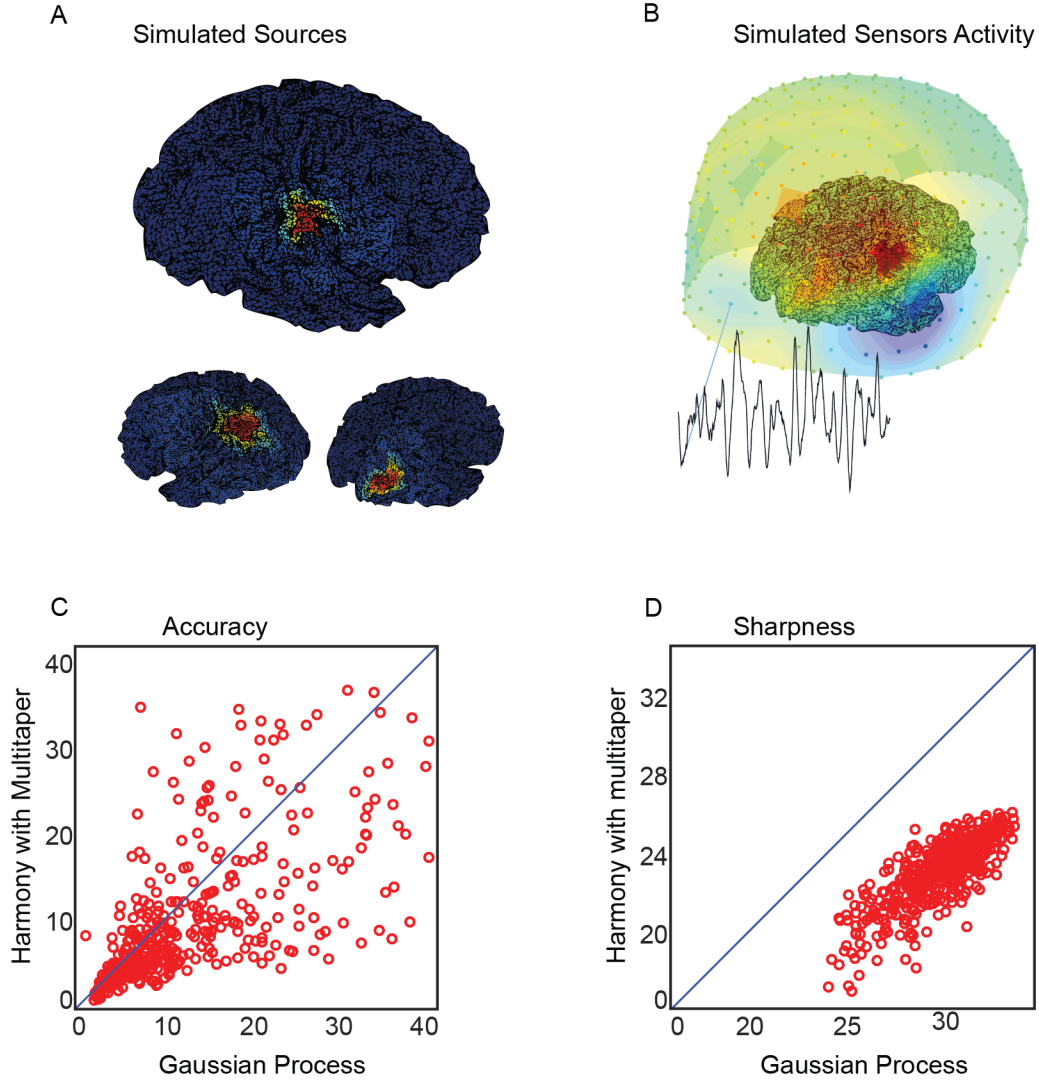 A
Simulated Sources
B
Simulated Sensors Activity
C
Accuracy
40
30
20
10
0
0
10
20
30
40
Harmony with Multitaper
Gaussian Process
D
Sharpness
32
28
24
20
0
0
20
25
30
Harmony with multitaper
Gaussian Process